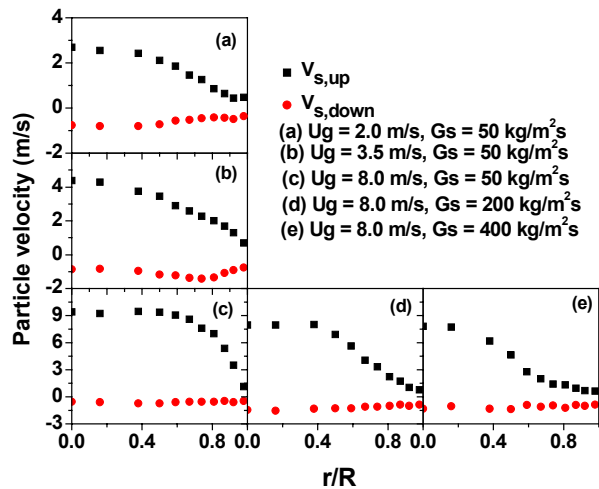 4
2
0
-2
(a)
4
2
0
-2
(b)
9
6
3
0
-3
(c)
(d)
(e)
0.0 0.4 0.8 0.0 0.4 0.8 0.0 0.4 0.8
Particle velocity (m/s)
r/R
Vs,up
Vs,down
(a) Ug = 2.0 m/s, Gs = 50 kg/m²s
(b) Ug = 3.5 m/s, Gs = 50 kg/m²s
(c) Ug = 8.0 m/s, Gs = 50 kg/m²s
(d) Ug = 8.0 m/s, Gs = 200 kg/m²s
(e) Ug = 8.0 m/s, Gs = 400 kg/m²s